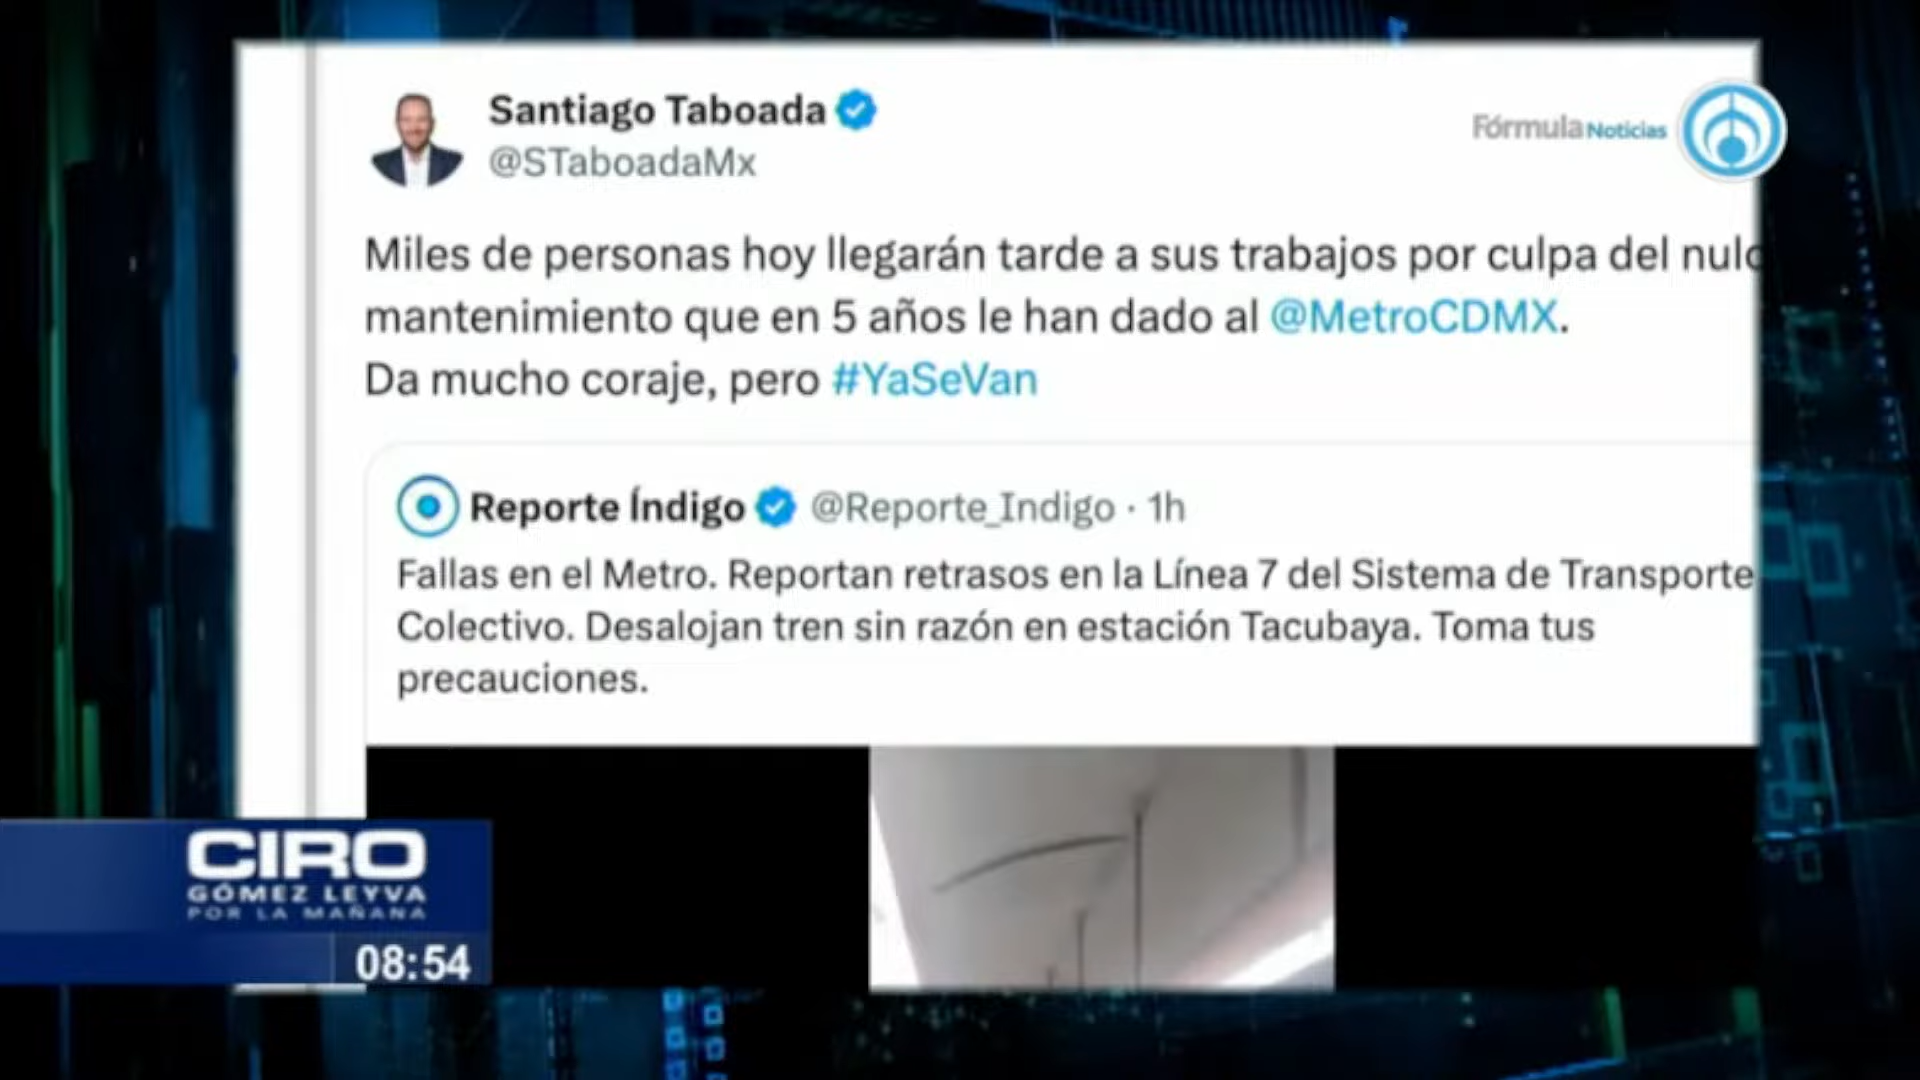 Santiago Taboada
@STaboadaMx
Fórmula Noticias
Miles de personas hoy llegarán tarde a sus trabajos por culpa del nulo
mantenimiento que en 5 años le han dado al @MetroCDMX.
Da mucho coraje, pero #YaSeVan
Reporte Índigo @Reporte_Indigo · 1h
Fallas en el Metro. Reportan retrasos en la Línea 7 del Sistema de Transporte
Colectivo. Desalojan tren sin razón en estación Tacubaya. Toma tus
precauciones.
CIRO
GÓMEZ LEYVA
POR LA MAÑANA
08:54